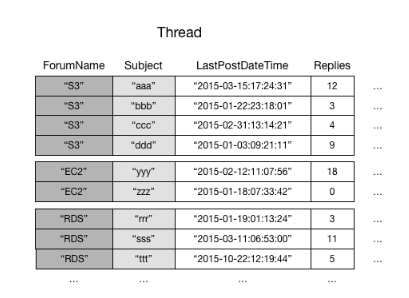 Thread
ForumName Subject LastPostDateTime Replies
“S3” “aaa” “2015-03-15:17:24:31” 12 ...
“S3” “bbb” “2015-01-22:23:18:01” 3 ...
“S3” “ccc” “2015-02-31:13:14:21” 4 ...
“S3” “ddd” “2015-01-03:09:21:11” 9 ...
“EC2” “yyy” “2015-02-12:11:07:56” 18 ...
“EC2” “zzz” “2015-01-18:07:33:42” 0 ...
“RDS” “rrr” “2015-01-19:01:13:24” 3 ...
“RDS” “sss” “2015-03-11:06:53:00” 11 ...
“RDS” “ttt” “2015-10-22:12:19:44” 5 ...
... ... ... ...